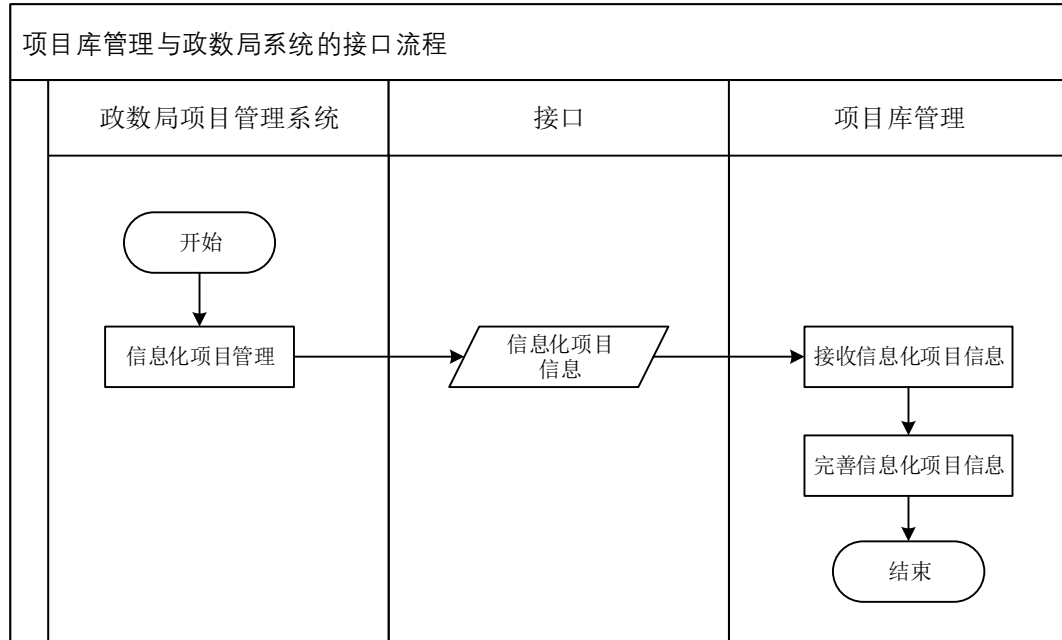 项目库管理与政数局系统的接口流程
政数局项目管理系统
接口
项目库管理
开始
信息化项目管理
信息化项目
信息
接收信息化项目信息
完善信息化项目信息
结束